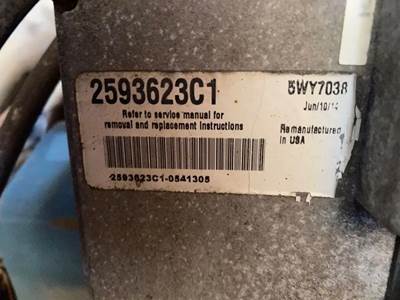 2593623C1
Refer to service manual for
removal and replacement instructions
2593623C1-0541305
5WY7038
Jun/10/14
Remanufactured
in USA